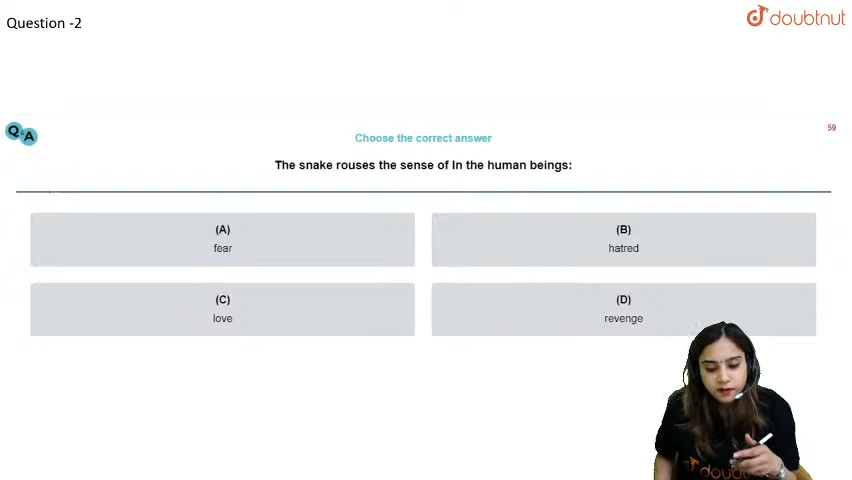 Question -2
doubtnut
Q A
59
Choose the correct answer
The snake rouses the sense of In the human beings:
(A)
fear
(B)
hatred
(C)
love
(D)
revenge
doubtnut